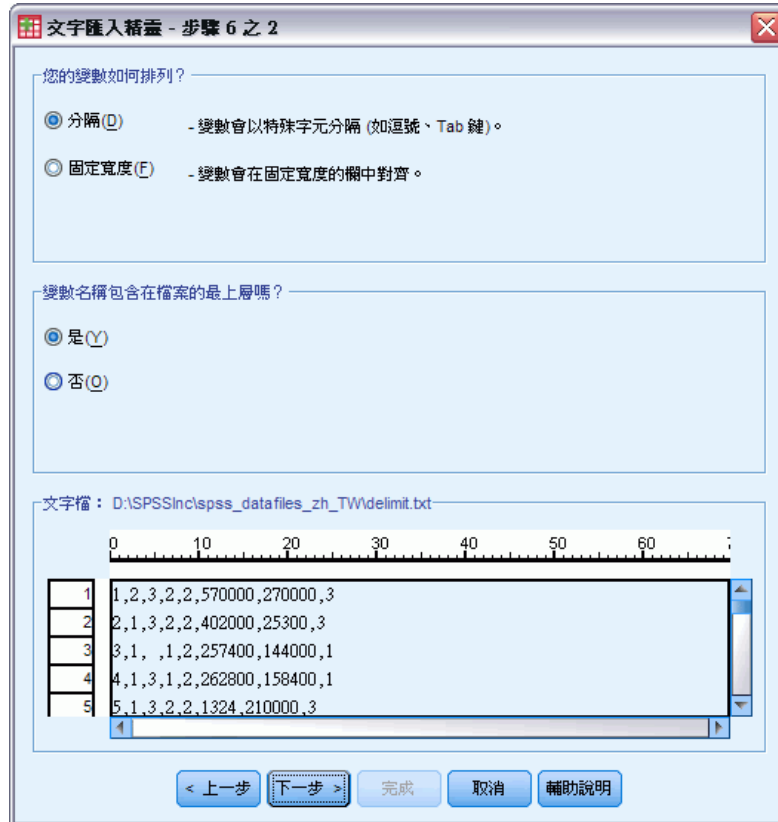 文字匯入精靈 - 步驟 6 之 2
您的變數如何排列？
分隔(D) - 變數會以特殊字元分隔 (如逗號、Tab 鍵)。
固定寬度(F) - 變數會在固定寬度的欄中對齊。
變數名稱包含在檔案的最上層嗎？
是(Y)
否(O)
文字檔： D:\SPSSInc\spss_datafiles_zh_TW\delimit.txt
0 10 20 30 40 50 60
1 1,2,3,2,2,570000,270000,3
2 2,1,3,2,2,402000,25300,3
3 3,1, ,1,2,257400,144000,1
4 4,1,3,1,2,262800,158400,1
5 5,1,3,2,2,1324,210000,3
< 上一步 下一步 > 完成 取消 輔助說明